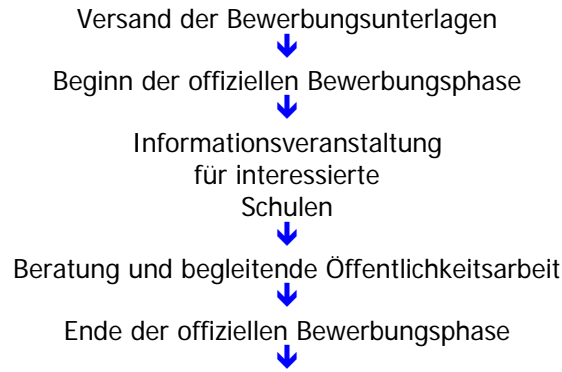 Versand der Bewerbungsunterlagen
Beginn der offiziellen Bewerbungsphase
Informationsveranstaltung
für interessierte
Schulen
Beratung und begleitende Öffentlichkeitsarbeit
Ende der offiziellen Bewerbungsphase